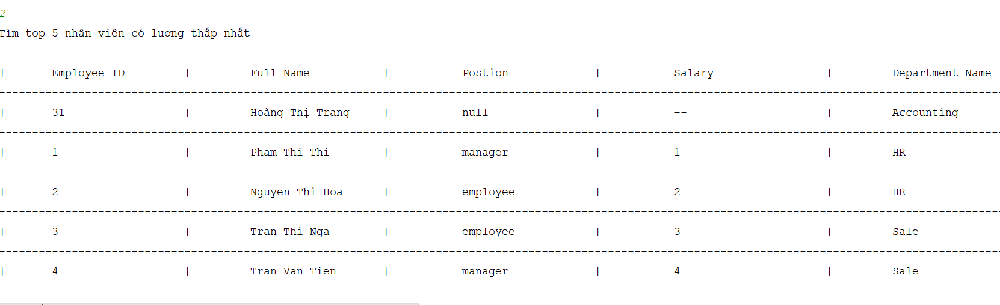 2
Tìm top 5 nhân viên có lương thấp nhất
| Employee ID | Full Name | Postion | Salary | Department Name
| 31 | Hoàng Thị Trang | null | -- | Accounting
| 1 | Pham Thi Thi | manager | 1 | HR
| 2 | Nguyen Thi Hoa | employee | 2 | HR
| 3 | Tran Thi Nga | employee | 3 | Sale
| 4 | Tran Van Tien | manager | 4 | Sale